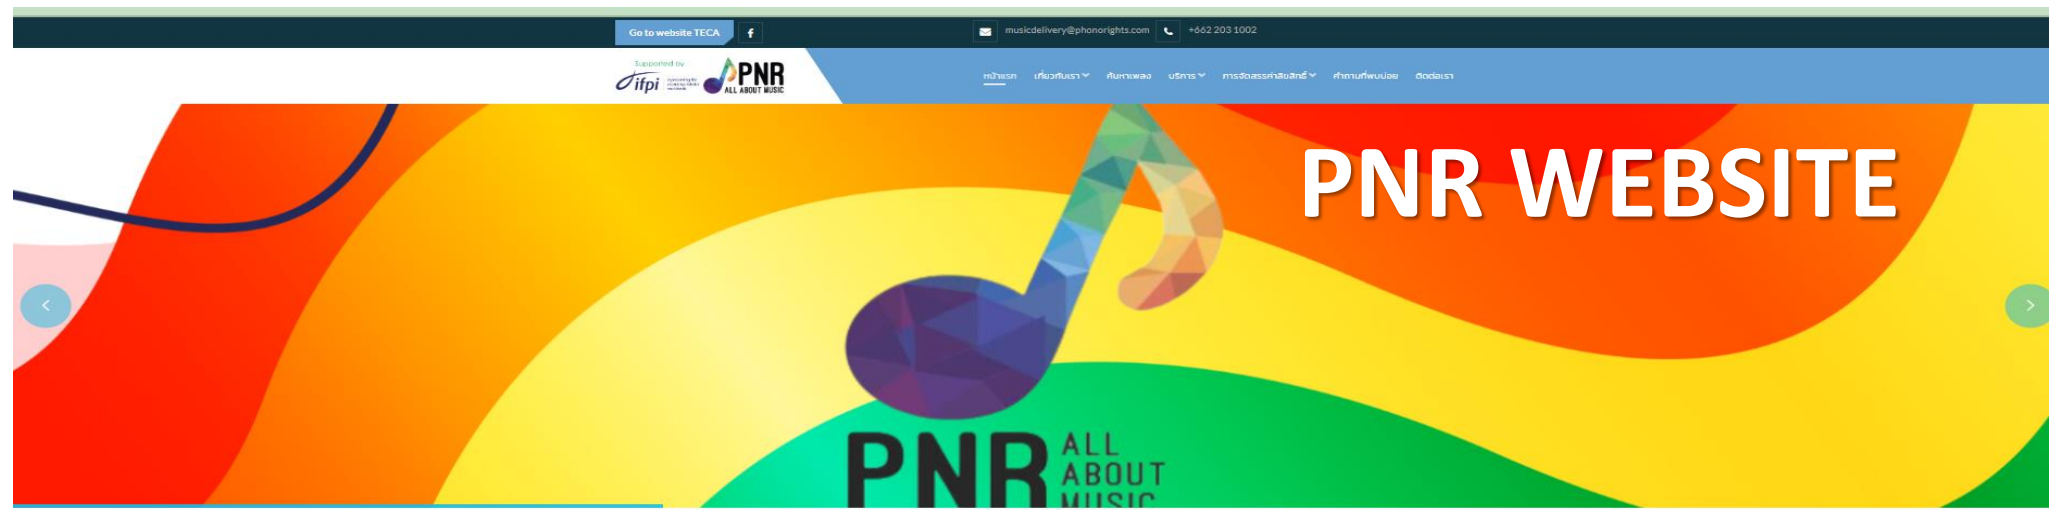 Go to website TECA
musicdelivery@phonorights.com
+662 203 1002
Supported by
ifpi
PNR
ALL ABOUT MUSIC
หน้าแรก เกี่ยวกับเรา ค้นหาเพลง บริการ การจัดสรรค่าลิขสิทธิ์ คำถามที่พบบ่อย ติดต่อเรา
PNR WEBSITE
PNR
ALL
ABOUT
MUSIC